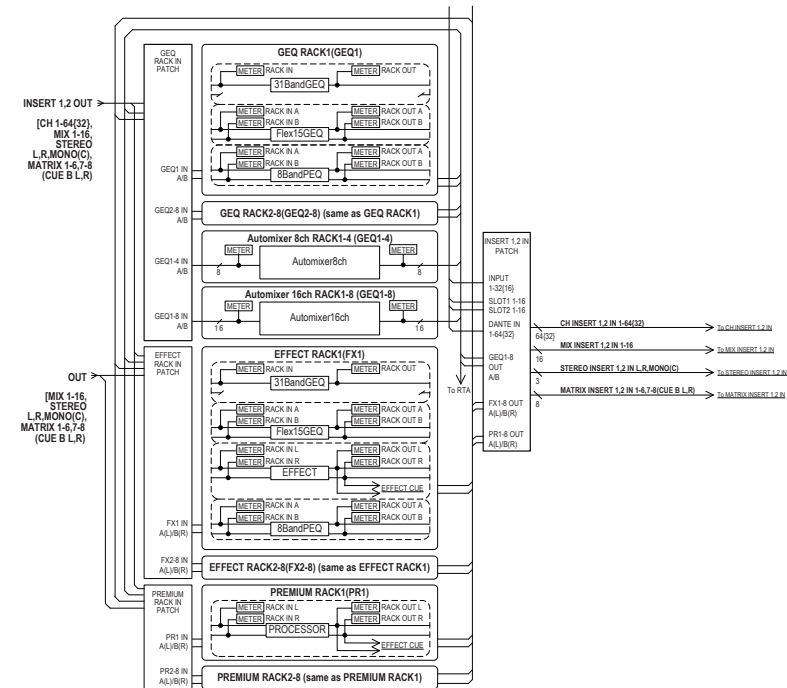 GEQ
RACK IN
PATCH
INSERT 1,2 OUT
[CH 1-64{32},
MIX 1-16,
STEREO
L,R,MONO(C),
MATRIX 1-6,7-8
(CUE B L,R)
GEQ1 IN
A/B
GEQ2-8 IN
A/B
GEQ1-4 IN
A/B
GEQ1-8 IN
A/B
GEQ RACK1(GEQ1)
METER RACK IN
METER RACK OUT
31BandGEQ
METER RACK IN A
METER RACK OUT A
METER RACK IN B
METER RACK OUT B
Flex15GEQ
METER RACK IN A
METER RACK OUT A
METER RACK IN B
METER RACK OUT B
8BandPEQ
GEQ RACK2-8(GEQ2-8) (same as GEQ RACK1)
Automixer 8ch RACK1-4 (GEQ1-4)
METER
METER
Automixer8ch
8
8
Automixer 16ch RACK1-8 (GEQ1-8)
METER
METER
Automixer16ch
16
16
EFFECT
RACK IN
PATCH
OUT
[MIX 1-16,
STEREO
L,R,MONO(C),
MATRIX 1-6,7-8
(CUE B L,R)
FX1 IN
A(L)/B(R)
FX2-8 IN
A(L)/B(R)
EFFECT RACK1(FX1)
METER RACK IN
METER RACK OUT
31BandGEQ
METER RACK IN A
METER RACK OUT A
METER RACK IN B
METER RACK OUT B
Flex15GEQ
METER RACK IN L
METER RACK OUT L
METER RACK IN R
METER RACK OUT R
EFFECT
EFFECT CUE
METER RACK IN A
METER RACK OUT A
METER RACK IN B
METER RACK OUT B
8BandPEQ
EFFECT RACK2-8(FX2-8) (same as EFFECT RACK1)
PREMIUM
RACK IN
PATCH
PR1 IN
A(L)/B(R)
PR2-8 IN
A(L)/B(R)
PREMIUM RACK1(PR1)
METER RACK IN L
METER RACK OUT L
METER RACK IN R
METER RACK OUT R
PROCESSOR
EFFECT CUE
PREMIUM RACK2-8 (same as PREMIUM RACK1)
To RTA
INSERT 1,2 IN
PATCH
INPUT
1-32{16}
SLOT1 1-16
SLOT2 1-16
DANTE IN
1-64{32}
GEQ1-8
OUT
A/B
FX1-8 OUT
A(L)/B(R)
PR1-8 OUT
A(L)/B(R)
CH INSERT 1,2 IN 1-64{32}
64{32}
To CH INSERT 1,2 IN
MIX INSERT 1,2 IN 1-16
16
To MIX INSERT 1,2 IN
STEREO INSERT 1,2 IN L,R,MONO(C)
3
To STEREO INSERT 1,2 IN
MATRIX INSERT 1,2 IN 1-6,7-8(CUE B L,R)
8
To MATRIX INSERT 1,2 IN